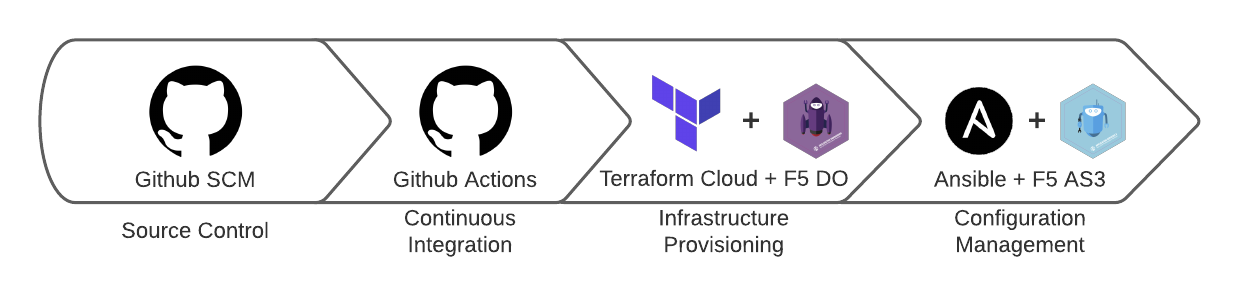 Github SCM
Github Actions
Terraform Cloud + F5 DO
Ansible + F5 AS3
Source Control
Continuous
Integration
Infrastructure
Provisioning
Configuration
Management